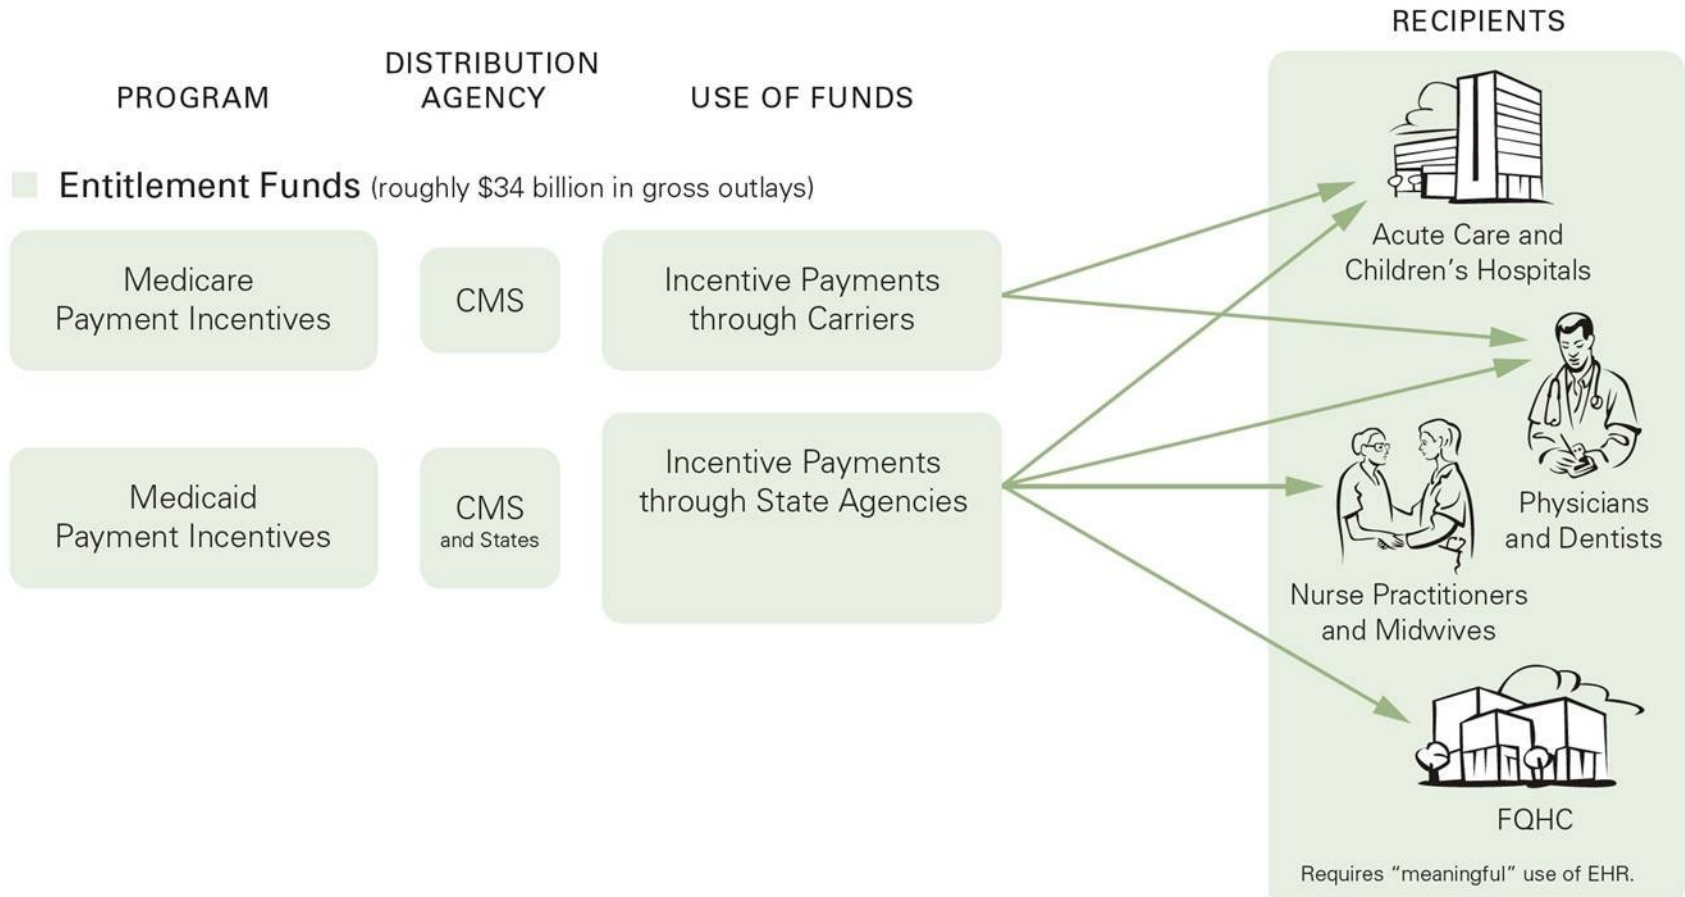 RECIPIENTS
DISTRIBUTION
PROGRAM
AGENCY
USE OF FUNDS
Entitlement Funds (roughly $34 billion in gross outlays)
Medicare
Payment Incentives
CMS
Incentive Payments
through Carriers
Medicaid
Payment Incentives
CMS
and States
Incentive Payments
through State Agencies
Acute Care and
Children’s Hospitals
Physicians
and Dentists
Nurse Practitioners
and Midwives
FQHC
Requires “meaningful” use of EHR.